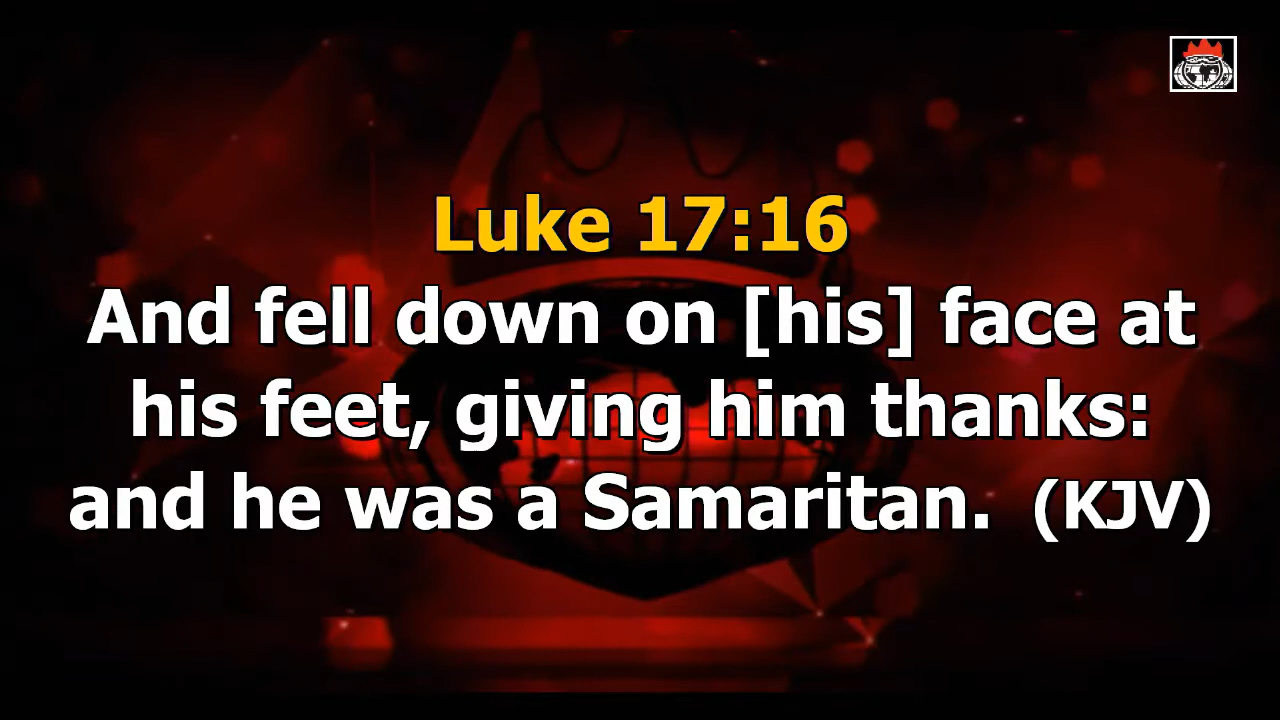 Luke 17:16
And fell down on [his] face at
his feet, giving him thanks:
and he was a Samaritan. (KJV)